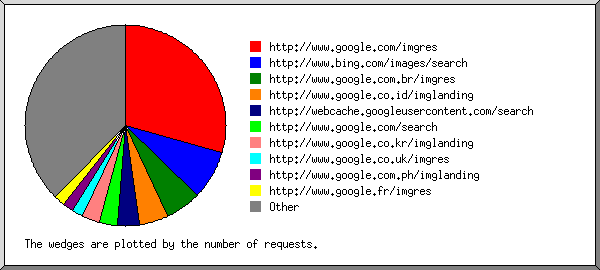 http://www.google.com/imgres
http://www.bing.com/images/search
http://www.google.com.br/imgres
http://www.google.co.id/imglanding
http://webcache.googleusercontent.com/search
http://www.google.com/search
http://www.google.co.kr/imglanding
http://www.google.co.uk/imgres
http://www.google.com.ph/imglanding
http://www.google.fr/imgres
Other
The wedges are plotted by the number of requests.